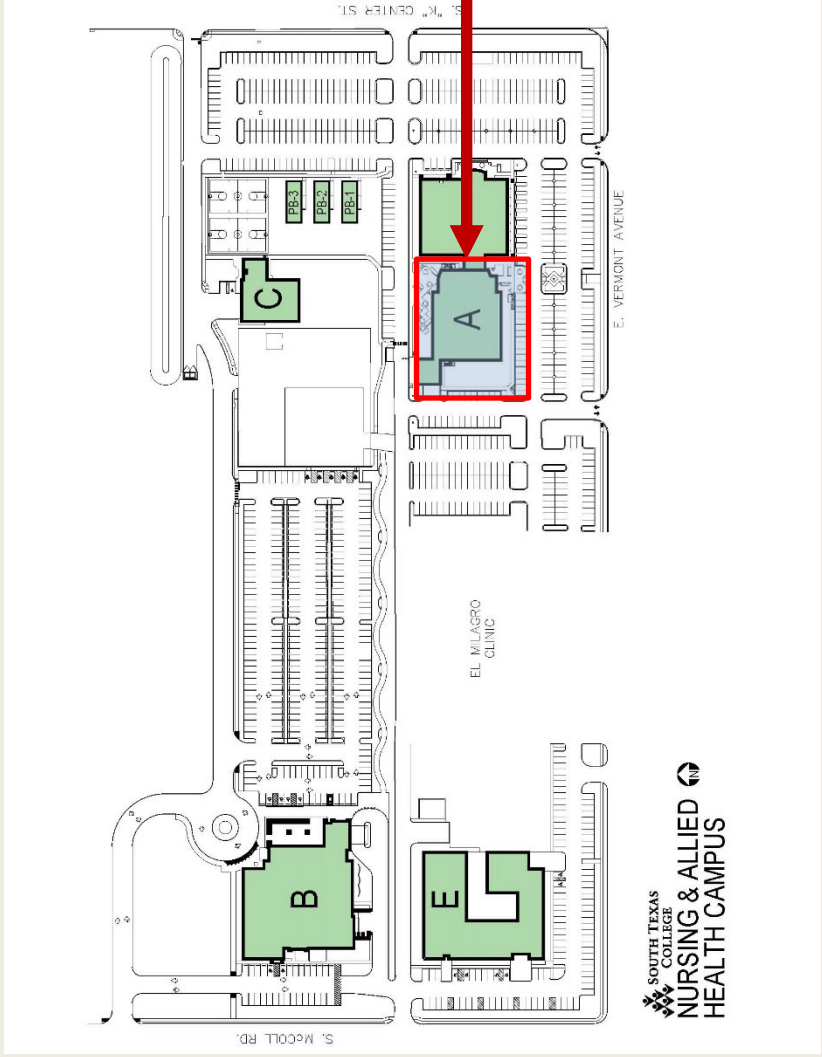 S. "K" CENTER ST.
PB-3
PB-2
PB-1
C
A
E. VERMONT AVENUE
EL MILAGRO
CLINIC
B
E
S. McCOLL RD.
SOUTH TEXAS
COLLEGE
NURSING & ALLIED
HEALTH CAMPUS
N